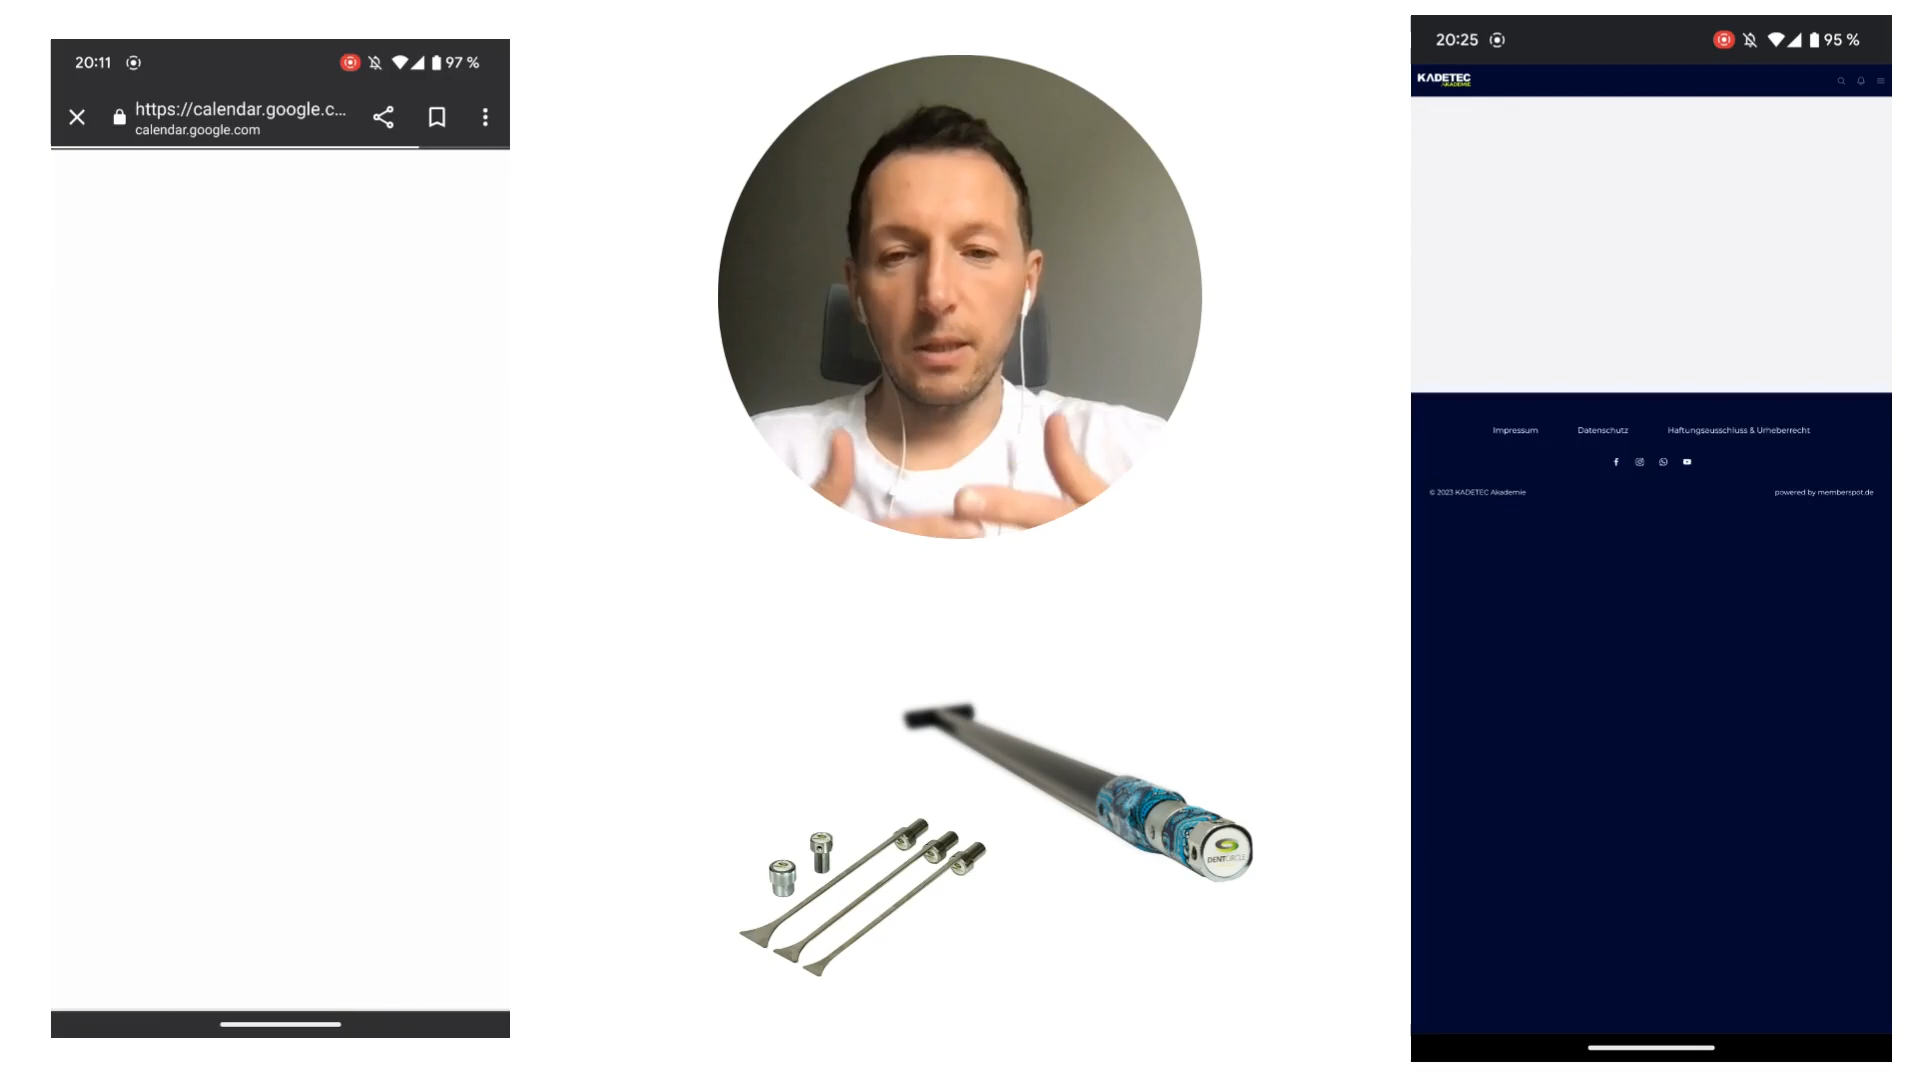 20:11
97 %
https://calendar.google.c...
calendar.google.com
DENTCIRCLE
20:25
95 %
KADETEC
AKADEMIE
Impressum
Datenschutz
Haftungsausschluss & Urheberrecht
© 2023 KADETEC Akademie
powered by memberspot.de